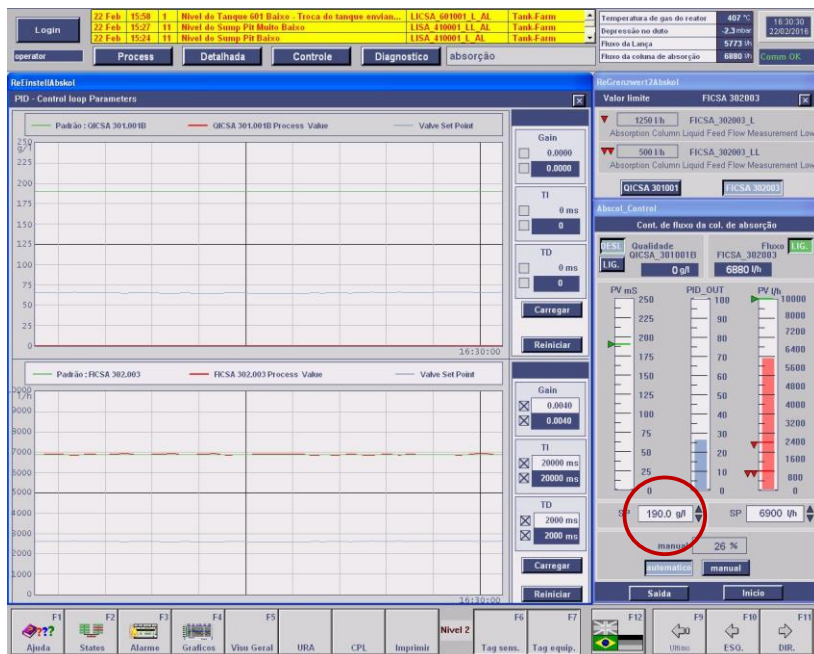 Login
22 Feb 15:58 1 Nivel do Tanque 601 Baixo - Troca do tanque envian... LICSA_601001_L_AL Tank-Farm
22 Feb 15:27 11 Nivel do Sump Pit Muito Baixo LISA_410001_LL_AL Tank-Farm
22 Feb 15:24 11 Nivel do Sump Pit Baixo LISA_410001_L_AL Tank-Farm
Temperatura de gas do reator 407 °C
Depressão no duto -2.3 mbar
Fluxo da Lança 5773 l/h
Fluxo da coluna de absorção 6880 l/h
16:30:30
22/02/2016
Comm OK
operator
Process
Detalhada
Controle
Diagnostico
absorção
ReEinstellAbskol
PID - Control loop Parameters
Padrão : QICSA 301.001B
QICSA 301.001B Process Value
Valve Set Point
250
g/l
225
200
175
150
125
100
75
50
25
0
16:30:00
Gain
0.0000
0.0000
TI
0 ms
0
TD
0 ms
0
Carregar
Reiniciar
Padrão : FICSA 302.003
FICSA 302.003 Process Value
Valve Set Point
0000
l/h
9000
8000
7000
6000
5000
4000
3000
2000
1000
0
16:30:00
Gain
0.0040
0.0040
TI
20000 ms
20000 ms
TD
2000 ms
2000 ms
Carregar
Reiniciar
ReGrenzwert2Abskol
Valor limite FICSA 302003
1250 l/h FICSA_302003_L
Absorption Column Liquid Feed Flow Measurement Low
500 l/h FICSA_302003_LL
Absorption Column Liquid Feed Flow Measurement Low
QICSA 301001
FICSA 302003
Abscol_Control
Cont. de fluxo da col. de absorção
DESL
LIG.
Qualidade
QICSA_301001B
0 g/l
Fluxo
FICSA_302003
6880 l/h
LIG.
PV mS
250
225
200
175
150
125
100
75
50
25
0
PID_OUT
100
90
80
70
60
50
40
30
20
10
0
PV l/h
10000
8000
7200
6400
5600
4800
4000
3200
2400
1600
800
0
SP 190.0 g/l
SP 6900 l/h
manual 26 %
automatico
manual
Saida
Inicio
F1
Ajuda
F2
States
F3
Alarme
F4
Graficos
F5
Visu Geral
URA
CPL
Imprimir
Nivel 2
F6
Tag sens.
F7
Tag equip.
F12
F9
Ultimo
F10
ESQ.
F11
DIR.